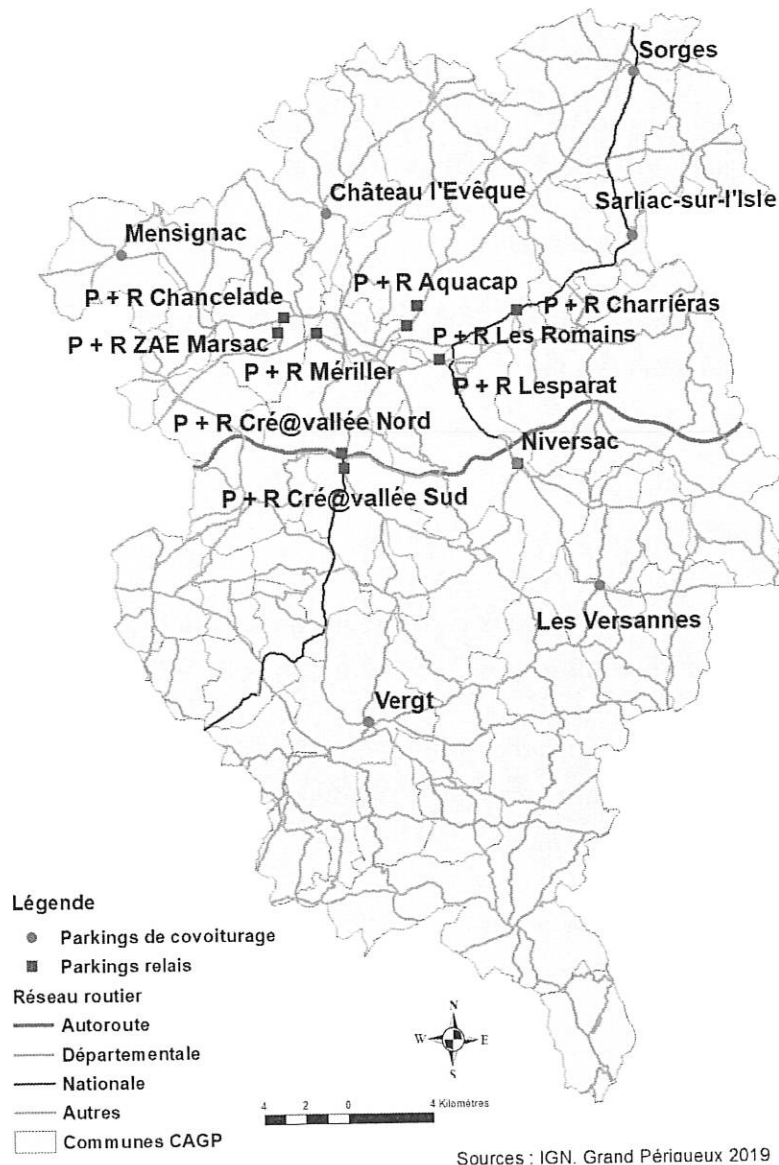 Sorges
Château l'Evêque
Sarliac-sur-l'Isle
Mensignac
P + R Aquacap
P + R Chancelade
P + R Charriéras
P + R ZAE Marsac
P + R Les Romains
P + R Mériller
P + R Lesparat
P + R Cré@vallée Nord
Niversac
P + R Cré@vallée Sud
Les Versannes
Vergt
Légende
Parkings de covoiturage
Parkings relais
Réseau routier
Autoroute
Départementale
Nationale
Autres
Communes CAGP
N
W E
S
4 2 0 4 Kilomètres
Sources : IGN, Grand Périgueux 2019